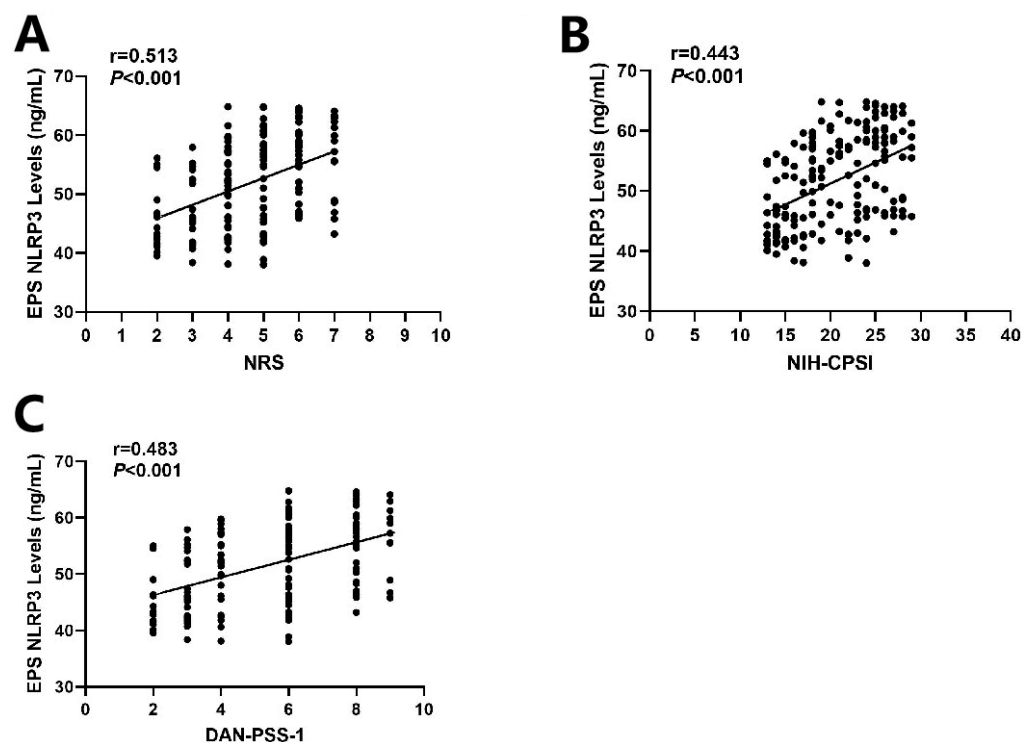 A
r=0.513
P<0.001
EPS NLRP3 Levels (ng/mL)
70
60
50
40
30
0 1 2 3 4 5 6 7 8 9 10
NRS
B
r=0.443
P<0.001
EPS NLRP3 Levels (ng/mL)
70
60
50
40
30
0 5 10 15 20 25 30 35 40
NIH-CPSI
C
r=0.483
P<0.001
EPS NLRP3 Levels (ng/mL)
70
60
50
40
30
0 2 4 6 8 10
DAN-PSS-1